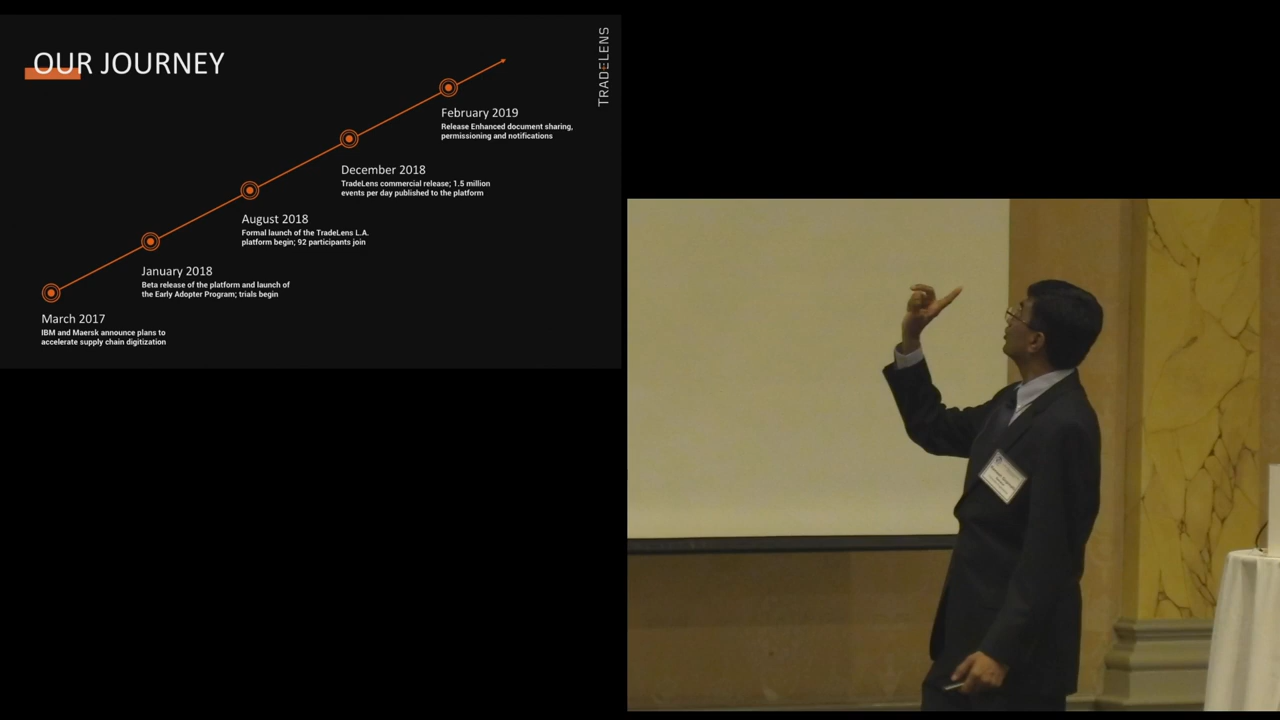 OUR JOURNEY
TRADELENS
February 2019
Release Enhanced document sharing,
permissioning and notifications
December 2018
TradeLens commercial release; 1.5 million
events per day published to the platform
August 2018
Formal launch of the TradeLens L.A.
platform begin; 92 participants join
January 2018
Beta release of the platform and launch of
the Early Adopter Program; trials begin
March 2017
IBM and Maersk announce plans to
accelerate supply chain digitization